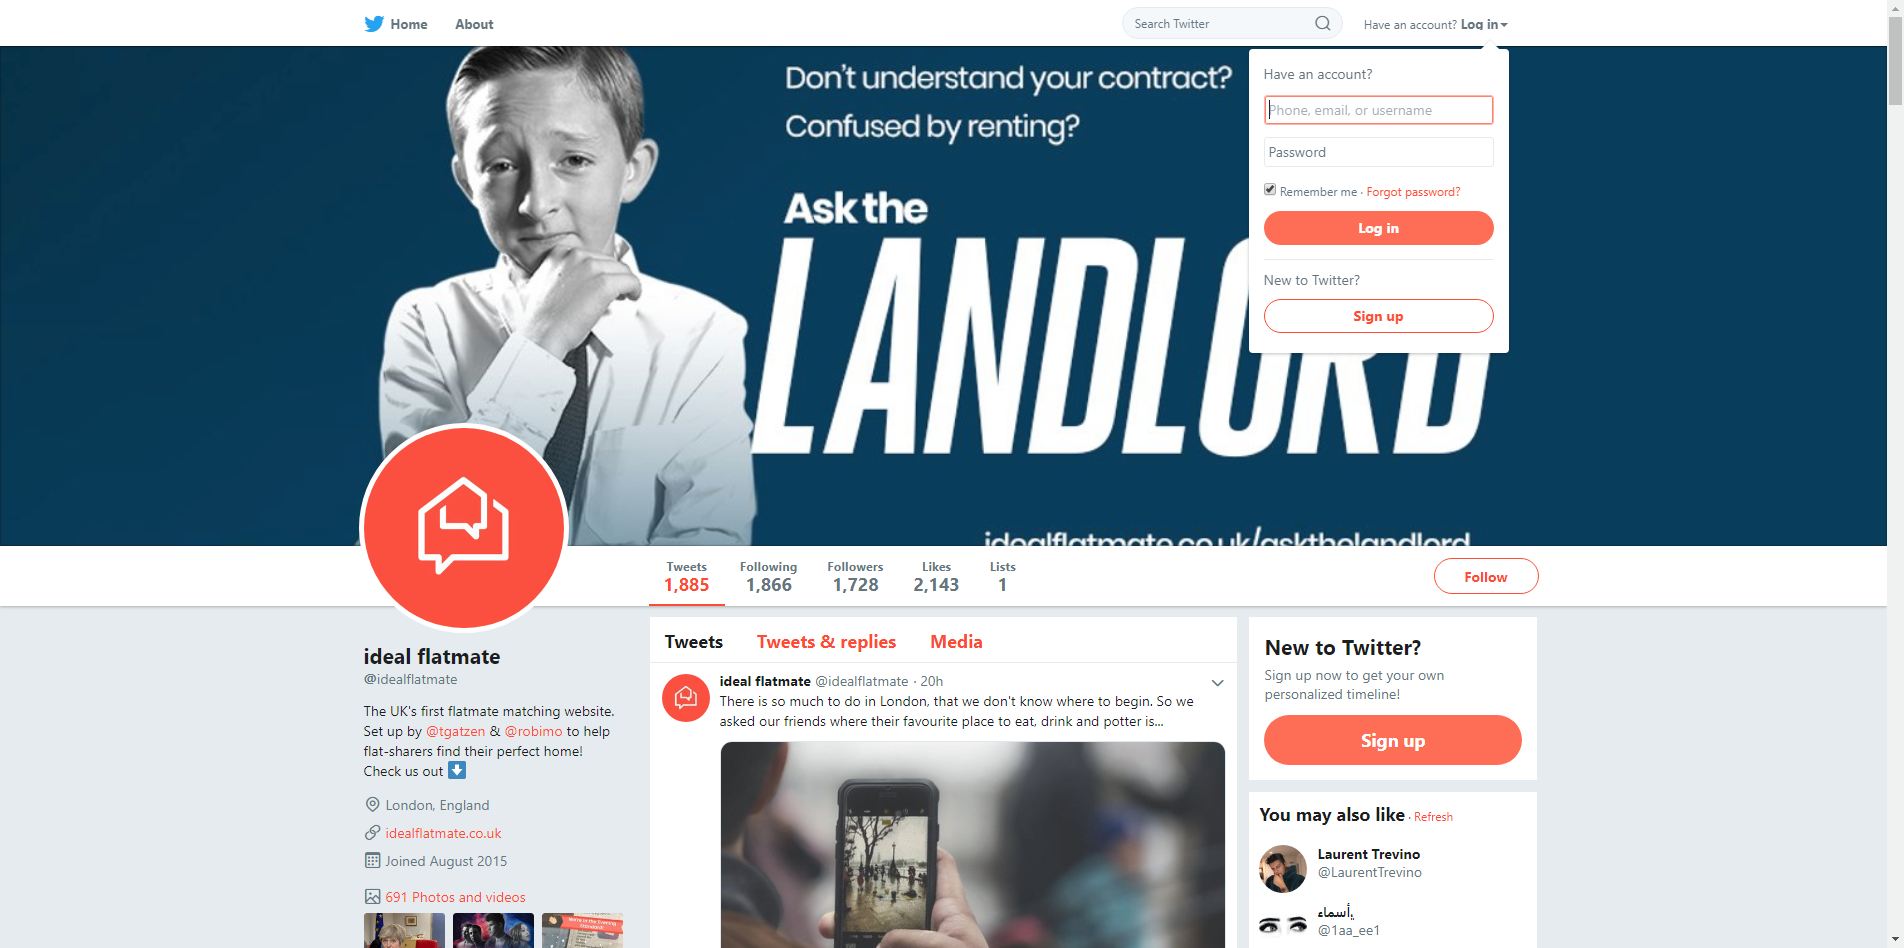 Home
About
Search Twitter
Have an account? Log in
Don't understand your contract?
Confused by renting?
Ask the
LANDLORD
idealflatmate.co.uk/askthelandlord
Have an account?
Phone, email, or username
Password
Remember me · Forgot password?
Log in
New to Twitter?
Sign up
Tweets
1,885
Following
1,866
Followers
1,728
Likes
2,143
Lists
1
Follow
ideal flatmate
@idealflatmate
The UK's first flatmate matching website.
Set up by @tgatzen & @robimo to help
flat-sharers find their perfect home!
Check us out
London, England
idealflatmate.co.uk
Joined August 2015
691 Photos and videos
Tweets
Tweets & replies
Media
ideal flatmate @idealflatmate · 20h
There is so much to do in London, that we don't know where to begin. So we
asked our friends where their favourite place to eat, drink and potter is...
New to Twitter?
Sign up now to get your own
personalized timeline!
Sign up
You may also like · Refresh
Laurent Trevino
@LaurentTrevino
أسماء
@1aa_ee1